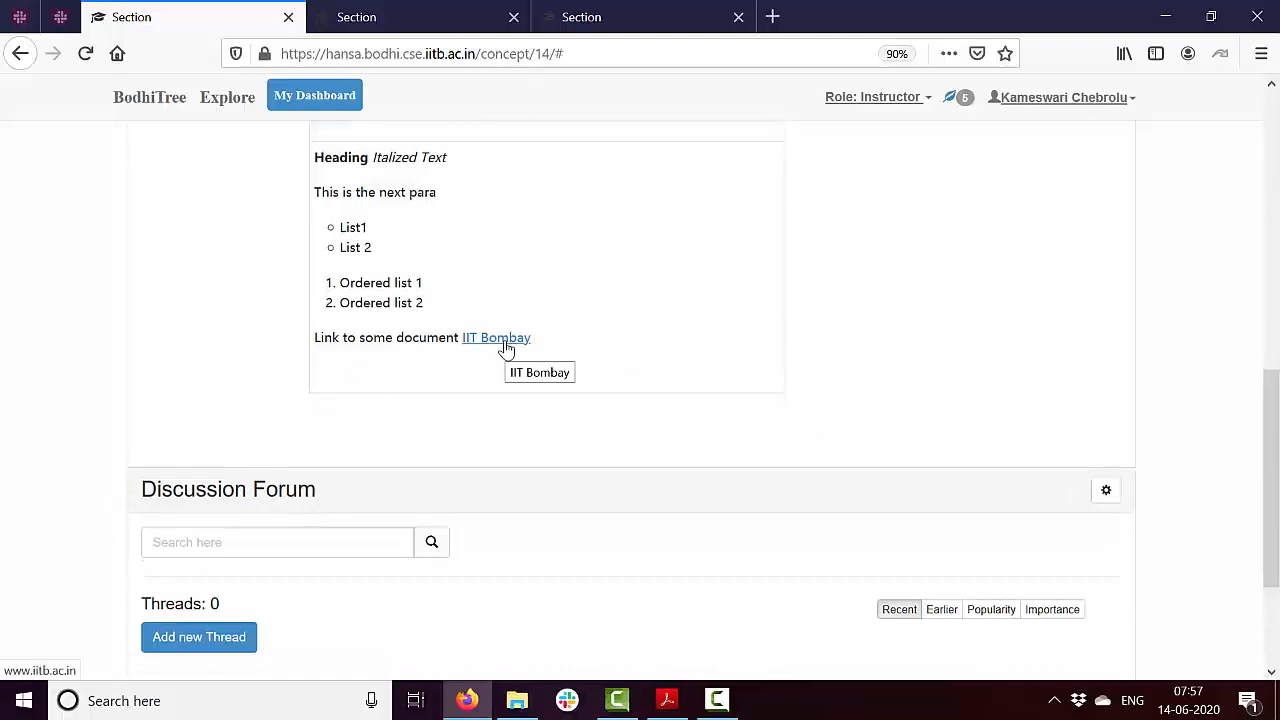 Section
Section
Section
https://hansa.bodhi.cse.iitb.ac.in/concept/14/#
90%
BodhiTree
Explore
My Dashboard
Role: Instructor
5
Kameswari Chebrolu
Heading Italized Text
This is the next para
List1
List 2
1. Ordered list 1
2. Ordered list 2
Link to some document IIT Bombay
IIT Bombay
Discussion Forum
Search here
Threads: 0
Recent
Earlier
Popularity
Importance
Add new Thread
www.iitb.ac.in
Search here
ENG
07:57
14-06-2020
1